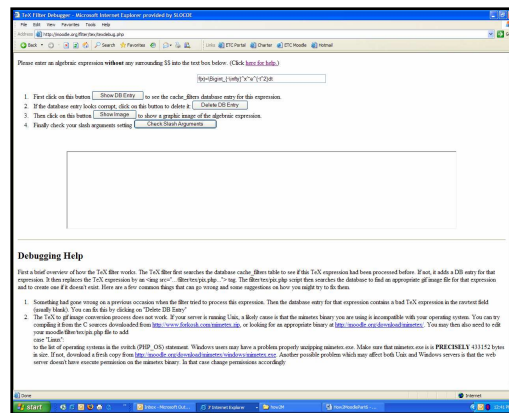 TeX Filter Debugger - Microsoft Internet Explorer provided by SLOCOE
File Edit View Favorites Tools Help
Address http://moodle.org/filter/tex/texdebug.php Go
Back Search Favorites Links ETC Portal Charter ETC Moodle Hotmail
Please enter an algebraic expression without any surrounding $$ into the text box below. (Click here for help.)
f(x)=\Bigint_{-\infty}^x~e^{-t^2}dt
1. First click on this button Show DB Entry to see the cache_filters database entry for this expression.
2. If the database entry looks corrupt, click on this button to delete it: Delete DB Entry
3. Then click on this button Show Image to show a graphic image of the algebraic expression.
4. Finally check your slash arguments setting Check Slash Arguments
Debugging Help
First a brief overview of how the TeX filter works. The TeX filter first searches the database cache_filters table to see if this TeX expression had been processed before. If not, it adds a DB entry for that
expression. It then replaces the TeX expression by an <img src="...filter/tex/pix.php..."> tag. The filter/tex/pix.php script then searches the database to find an appropriate gif image file for that expression
and to create one if it doesn't exist. Here are a few common things that can go wrong and some suggestions on how you might try to fix them.
1. Something had gone wrong on a previous occasion when the filter tried to process this expression. Then the database entry for that expression contains a bad TeX expression in the rawtext field
(usually blank). You can fix this by clicking on "Delete DB Entry"
2. The TeX to gif image conversion process does not work. If your server is running Unix, a likely cause is that the mimetex binary you are using is incompatible with your operating system. You can try
compiling it from the C sources downloaded from http://www.forkosh.com/mimetex.zip, or looking for an appropriate binary at http://moodle.org/download/mimetex/. You may then also need to edit
your moodle/filter/tex/pix.php file to add
case "Linux":
to the list of operating systems in the switch (PHP_OS) statement. Windows users may have a problem properly unzipping mimetex.exe. Make sure that mimetex.exe is is PRECISELY 433152 bytes
in size. If not, download a fresh copy from http://moodle.org/download/mimetex/windows/mimetex.exe. Another possible problem which may affect both Unix and Windows servers is that the web
server doesn't have execute permission on the mimetex binary. In that case change permissions accordingly
Done Internet
start Inbox - Microsoft Out... 3 Internet Explorer 12:41 PM